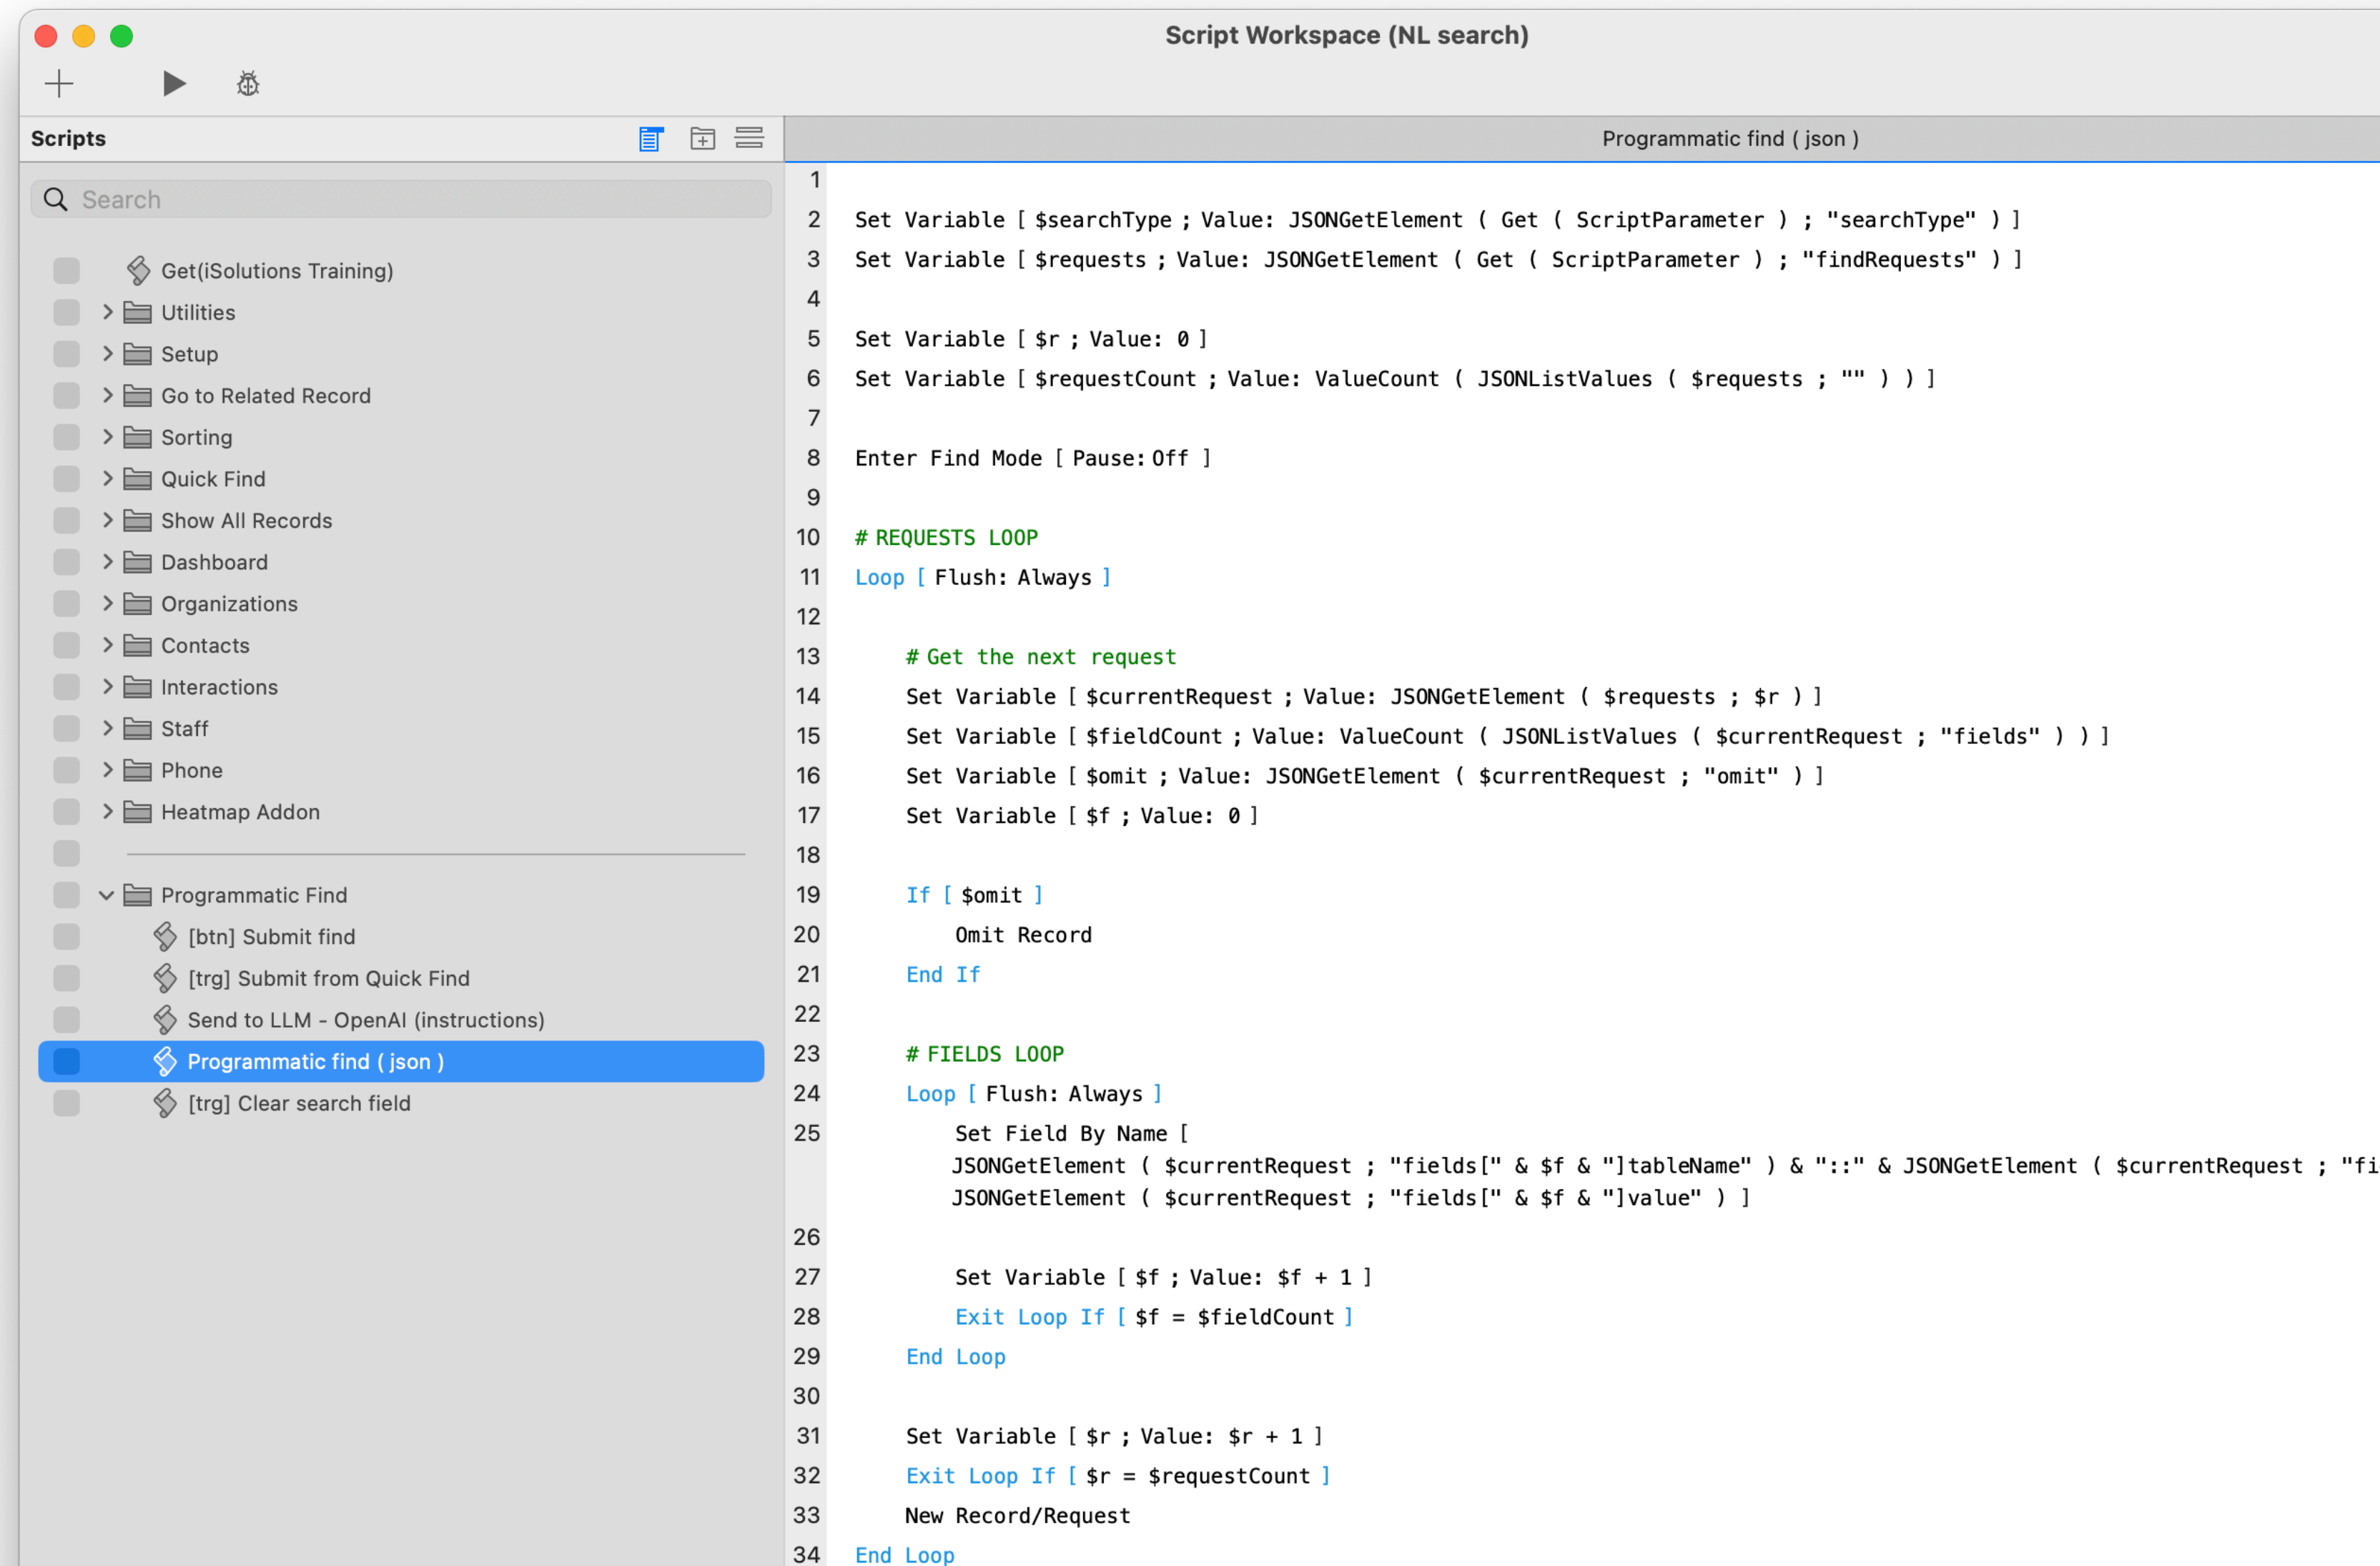 Script Workspace (NL search)
Scripts
Programmatic find ( json )
Search
Get(iSolutions Training)
Utilities
Setup
Go to Related Record
Sorting
Quick Find
Show All Records
Dashboard
Organizations
Contacts
Interactions
Staff
Phone
Heatmap Addon
Programmatic Find
[btn] Submit find
[trg] Submit from Quick Find
Send to LLM - OpenAI (instructions)
Programmatic find ( json )
[trg] Clear search field
1
2 Set Variable [ $searchType ; Value: JSONGetElement ( Get ( ScriptParameter ) ; "searchType" ) ]
3 Set Variable [ $requests ; Value: JSONGetElement ( Get ( ScriptParameter ) ; "findRequests" ) ]
4
5 Set Variable [ $r ; Value: 0 ]
6 Set Variable [ $requestCount ; Value: ValueCount ( JSONListValues ( $requests ; "" ) ) ]
7
8 Enter Find Mode [ Pause: Off ]
9
10 # REQUESTS LOOP
11 Loop [ Flush: Always ]
12
13 # Get the next request
14 Set Variable [ $currentRequest ; Value: JSONGetElement ( $requests ; $r ) ]
15 Set Variable [ $fieldCount ; Value: ValueCount ( JSONListValues ( $currentRequest ; "fields" ) ) ]
16 Set Variable [ $omit ; Value: JSONGetElement ( $currentRequest ; "omit" ) ]
17 Set Variable [ $f ; Value: 0 ]
18
19 If [ $omit ]
20 Omit Record
21 End If
22
23 # FIELDS LOOP
24 Loop [ Flush: Always ]
25 Set Field By Name [
JSONGetElement ( $currentRequest ; "fields[" & $f & "]tableName" ) & "::" & JSONGetElement ( $currentRequest ; "fi
JSONGetElement ( $currentRequest ; "fields[" & $f & "]value" ) ]
26
27 Set Variable [ $f ; Value: $f + 1 ]
28 Exit Loop If [ $f = $fieldCount ]
29 End Loop
30
31 Set Variable [ $r ; Value: $r + 1 ]
32 Exit Loop If [ $r = $requestCount ]
33 New Record/Request
34 End Loop